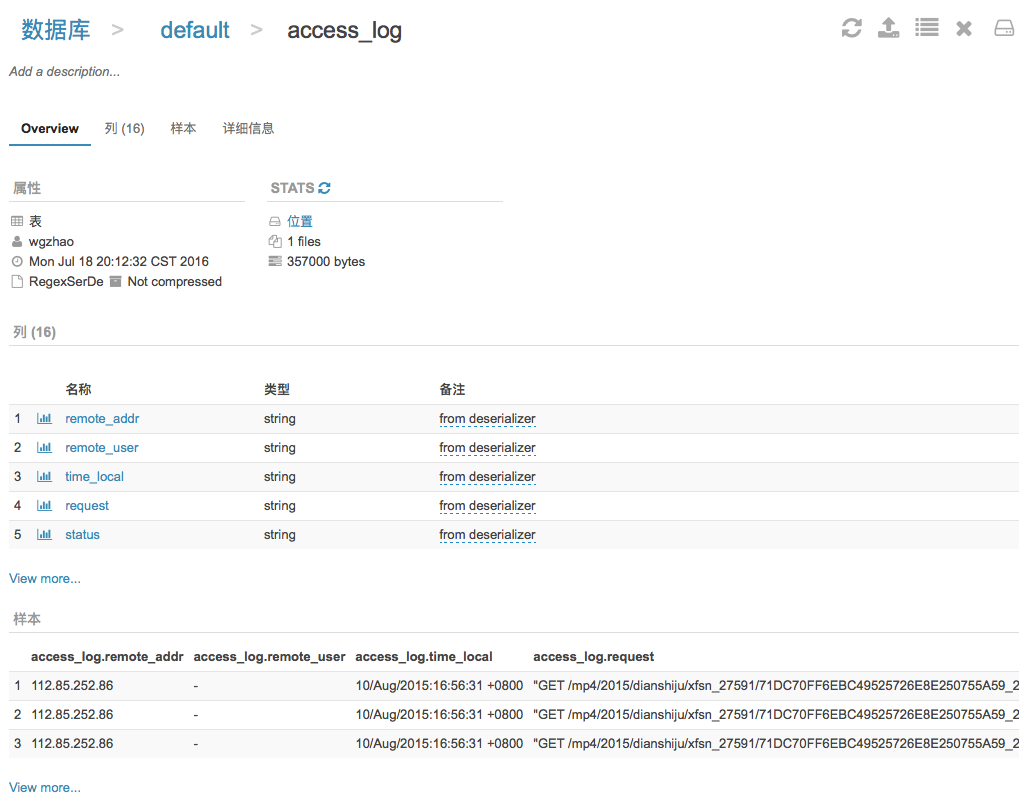 数据库 > default > access_log
Add a description...
Overview 列 (16) 样本 详细信息
属性 STATS
表 位置
wgzhao 1 files
Mon Jul 18 20:12:32 CST 2016 357000 bytes
RegexSerDe Not compressed
列 (16)
名称 类型 备注
1 remote_addr string from deserializer
2 remote_user string from deserializer
3 time_local string from deserializer
4 request string from deserializer
5 status string from deserializer
View more...
样本
access_log.remote_addr access_log.remote_user access_log.time_local access_log.request
1 112.85.252.86 - 10/Aug/2015:16:56:31 +0800 "GET /mp4/2015/dianshiju/xfsn_27591/71DC70FF6EBC49525726E8E250755A59_2
2 112.85.252.86 - 10/Aug/2015:16:56:31 +0800 "GET /mp4/2015/dianshiju/xfsn_27591/71DC70FF6EBC49525726E8E250755A59_2
3 112.85.252.86 - 10/Aug/2015:16:56:31 +0800 "GET /mp4/2015/dianshiju/xfsn_27591/71DC70FF6EBC49525726E8E250755A59_2
View more...